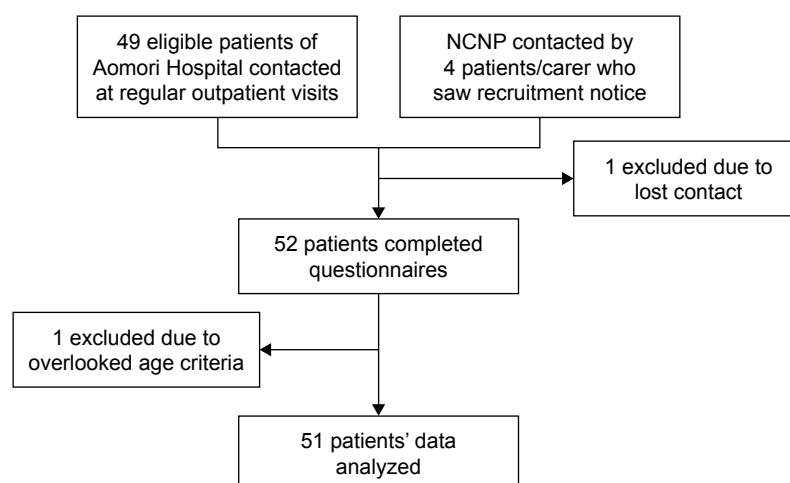 49 eligible patients of
Aomori Hospital contacted
at regular outpatient visits
NCNP contacted by
4 patients/carer who
saw recruitment notice
1 excluded due to
lost contact
52 patients completed
questionnaires
1 excluded due to
overlooked age criteria
51 patients’ data
analyzed